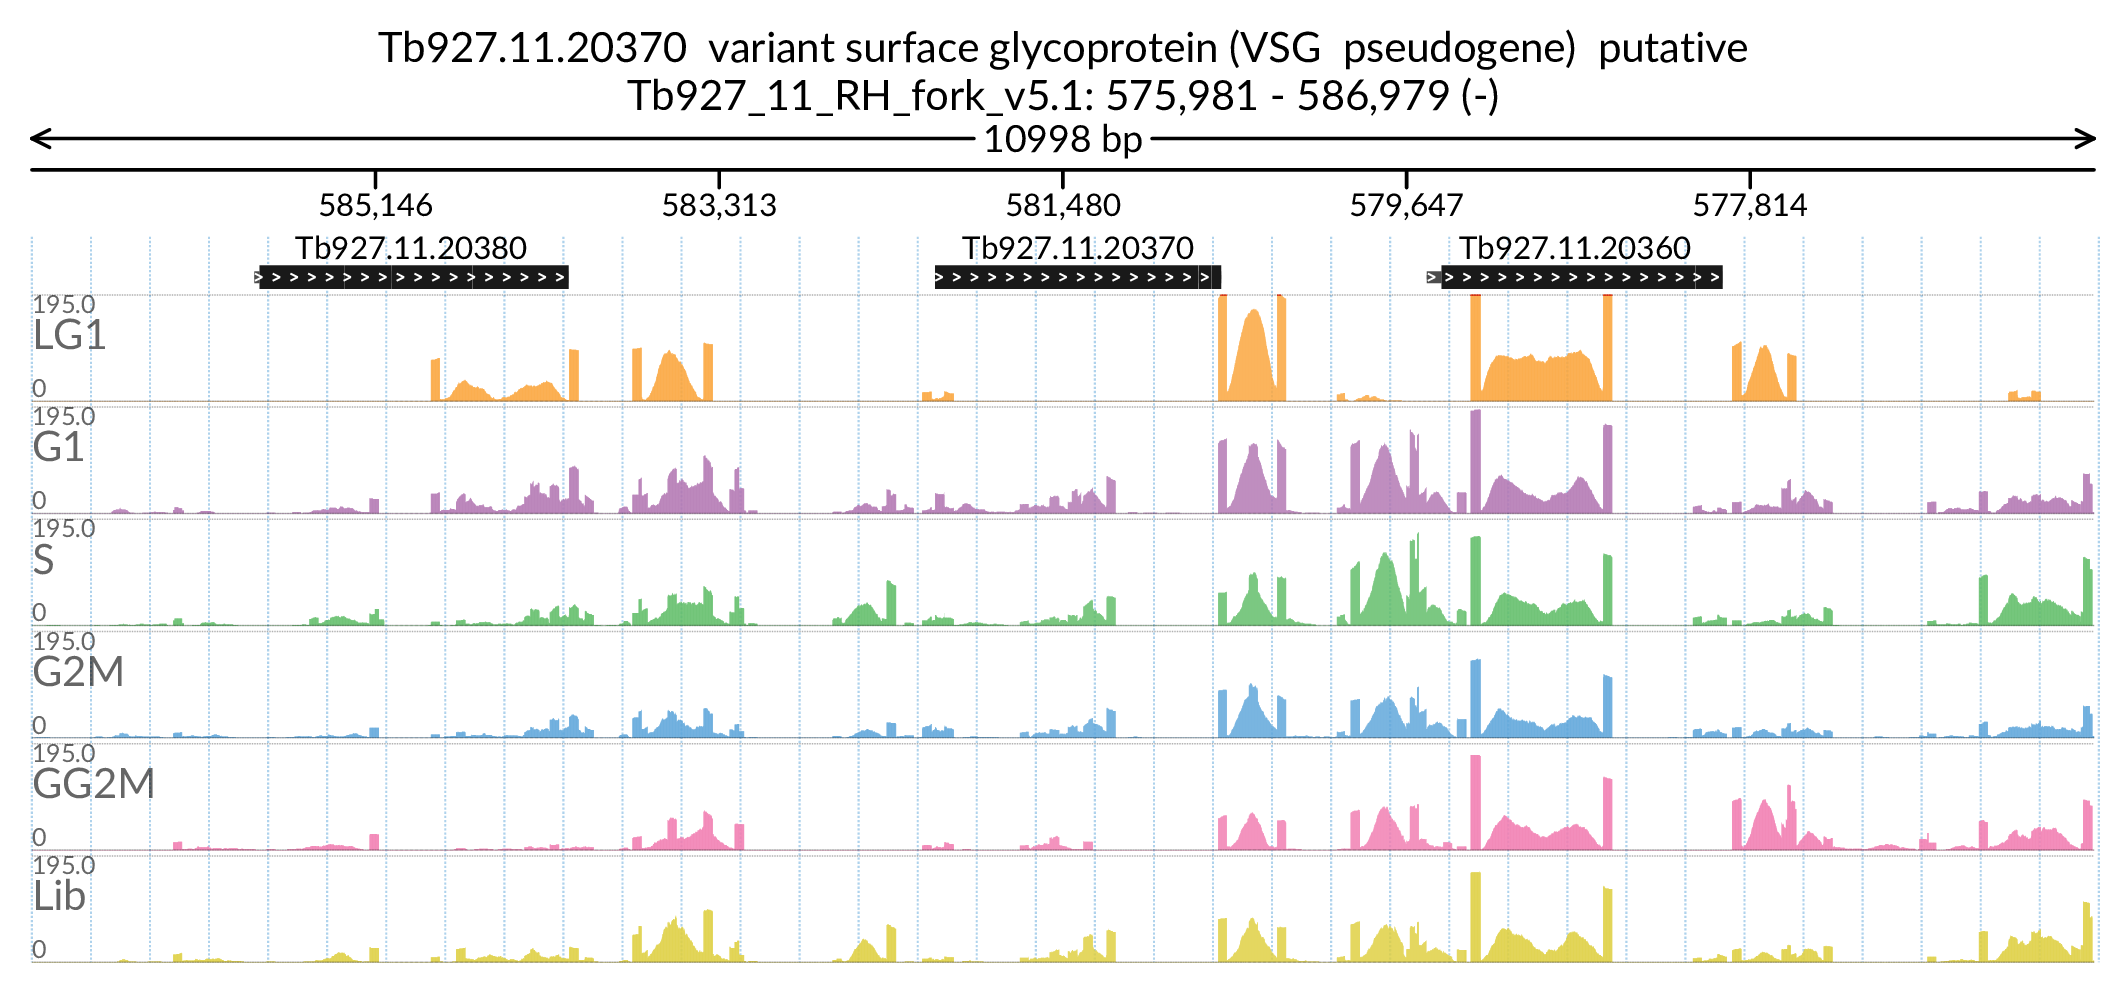 Tb927.11.20370  variant surface glycoprotein (VSG  pseudogene)  putative
Tb927_11_RH_fork_v5.1: 575,981 - 586,979 (-)
10998 bp
585,146 583,313 581,480 579,647 577,814
Tb927.11.20380 Tb927.11.20370 Tb927.11.20360
195.0
LG1
0
195.0
G1
0
195.0
S
0
195.0
G2M
0
195.0
GG2M
0
195.0
Lib
0